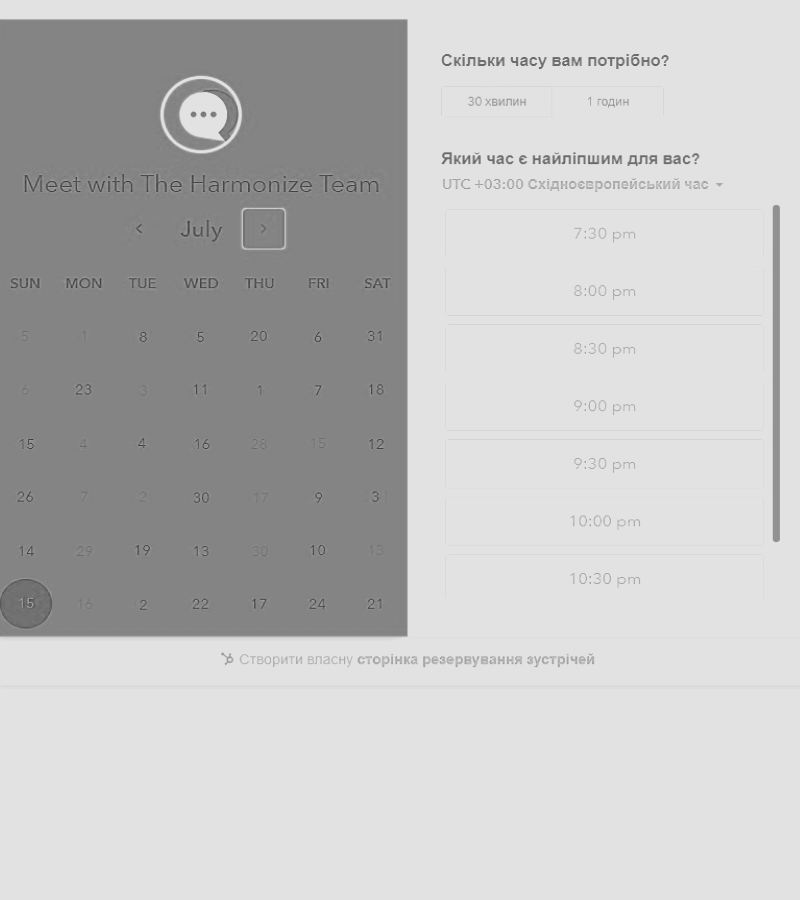 Meet with The Harmonize Team
July
SUN MON TUE WED THU FRI SAT
5 1 8 5 20 6 31
6 23 3 11 1 7 18
15 4 4 16 28 15 12
26 7 2 30 17 9 3
14 29 19 13 30 10 13
15 16 2 22 17 24 21
Скільки часу вам потрібно?
30 хвилин 1 годин
Який час є найліпшим для вас?
UTC +03:00 Східноєвропейський час
7:30 pm
8:00 pm
8:30 pm
9:00 pm
9:30 pm
10:00 pm
10:30 pm
Створити власну сторінка резервування зустрічей